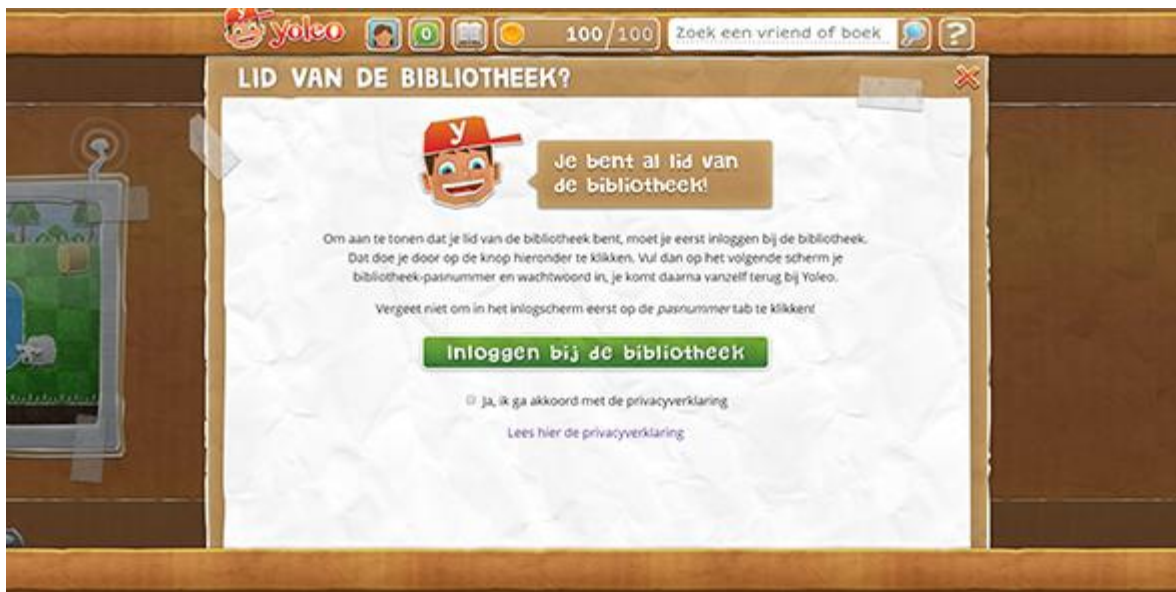 yoleo 0 100/100 Zoek een vriend of boek ?
LID VAN DE BIBLIOTHEEK?
y
Je bent al lid van
de bibliotheek!
Om aan te tonen dat je lid van de bibliotheek bent, moet je eerst inloggen bij de bibliotheek.
Dat doe je door op de knop hieronder te klikken. Vul dan op het volgende scherm je
bibliotheek-pasnummer en wachtwoord in, je komt daarna vanzelf terug bij Yoleo.
Vergeet niet om in het inlogscherm eerst op de pasnummer tab te klikken!
Inloggen bij de bibliotheek
Ja, ik ga akkoord met de privacyverklaring
Lees hier de privacyverklaring